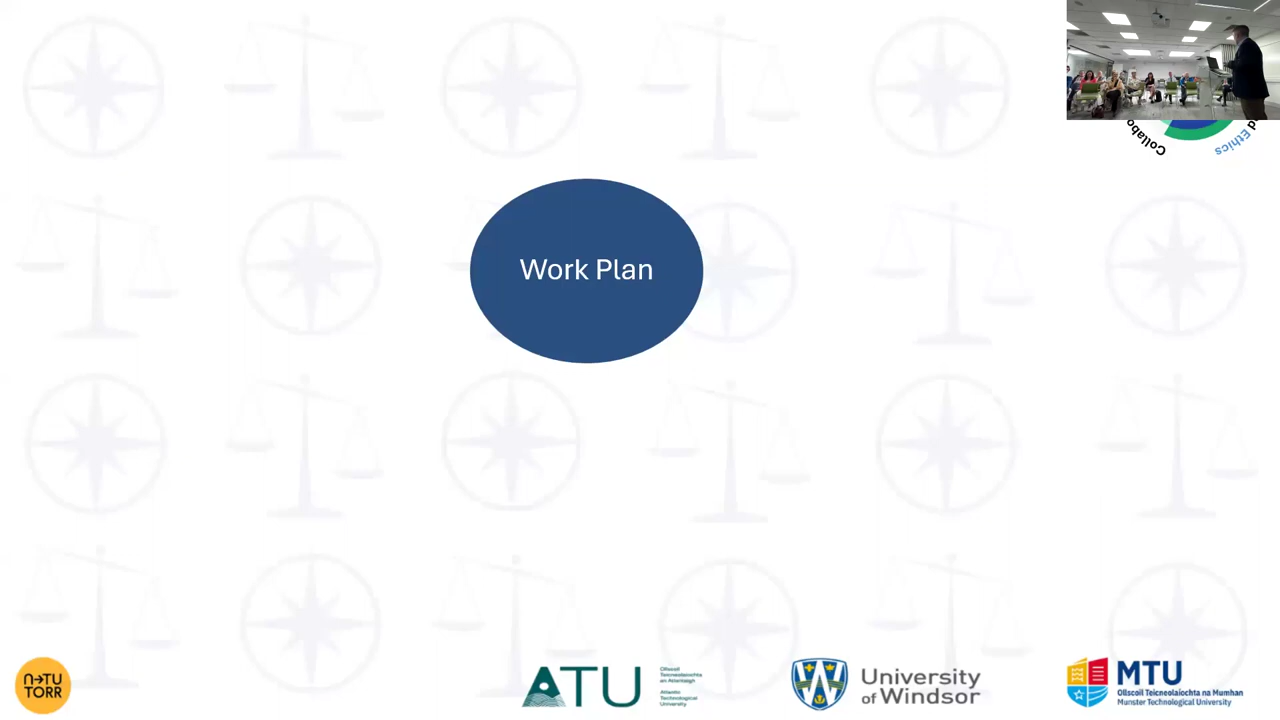 Collabo
d Ethics
Work Plan
N→TU
TORR
ATU
Ollscoil
Teicneolaíochta
an Atlantaigh
Atlantic
Technological
University
University
of Windsor
MTU
Ollscoil Teicneolaíochta na Mumhan
Munster Technological University